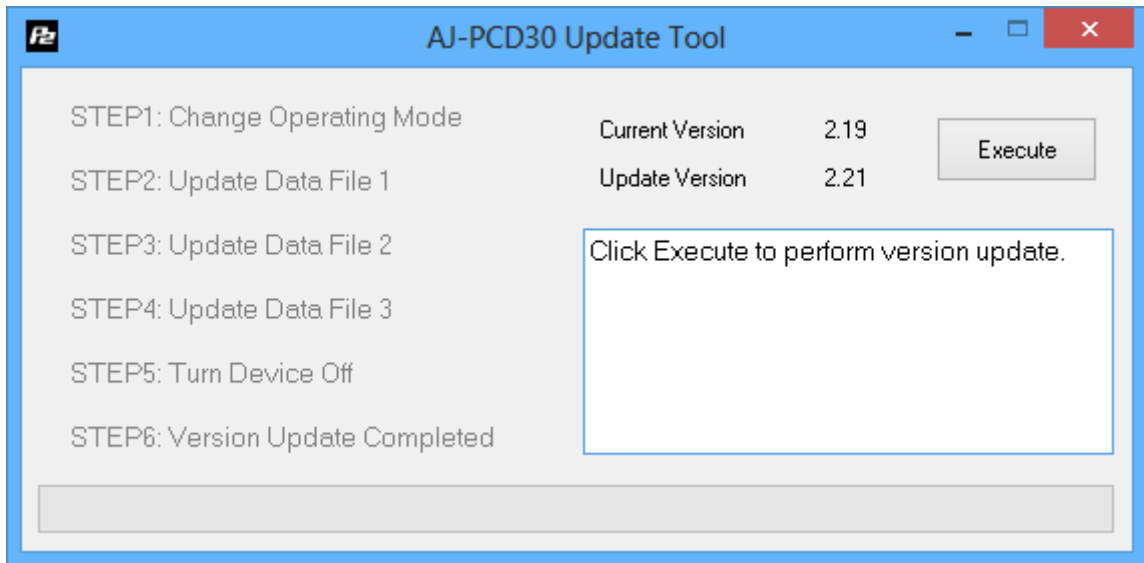 P2
AJ-PCD30 Update Tool
STEP1: Change Operating Mode
STEP2: Update Data File 1
STEP3: Update Data File 2
STEP4: Update Data File 3
STEP5: Turn Device Off
STEP6: Version Update Completed
Current Version 2.19
Update Version 2.21
Execute
Click Execute to perform version update.